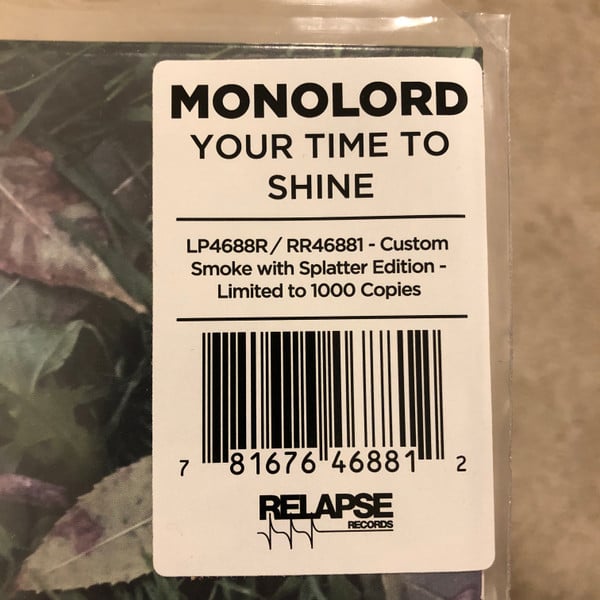 MONOLORD
YOUR TIME TO
SHINE
LP4688R / RR46881 - Custom
Smoke with Splatter Edition -
Limited to 1000 Copies
7 81676 46881 2
RELAPSE
RECORDS